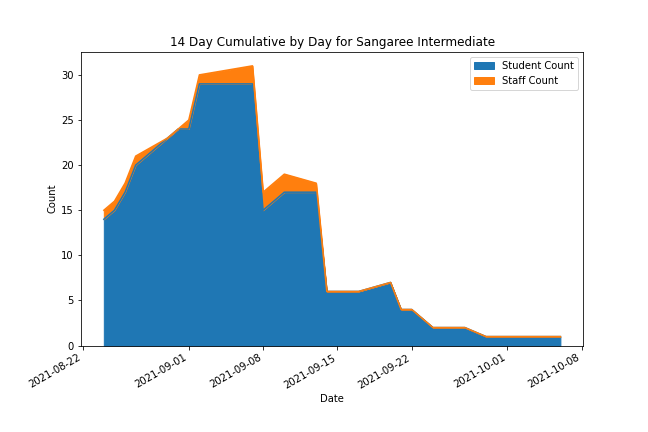 14 Day Cumulative by Day for Sangaree Intermediate
Student Count
Staff Count
30
25
20
15
10
5
0
Count
2021-08-22
2021-09-01
2021-09-08
2021-09-15
2021-09-22
2021-10-01
2021-10-08
Date